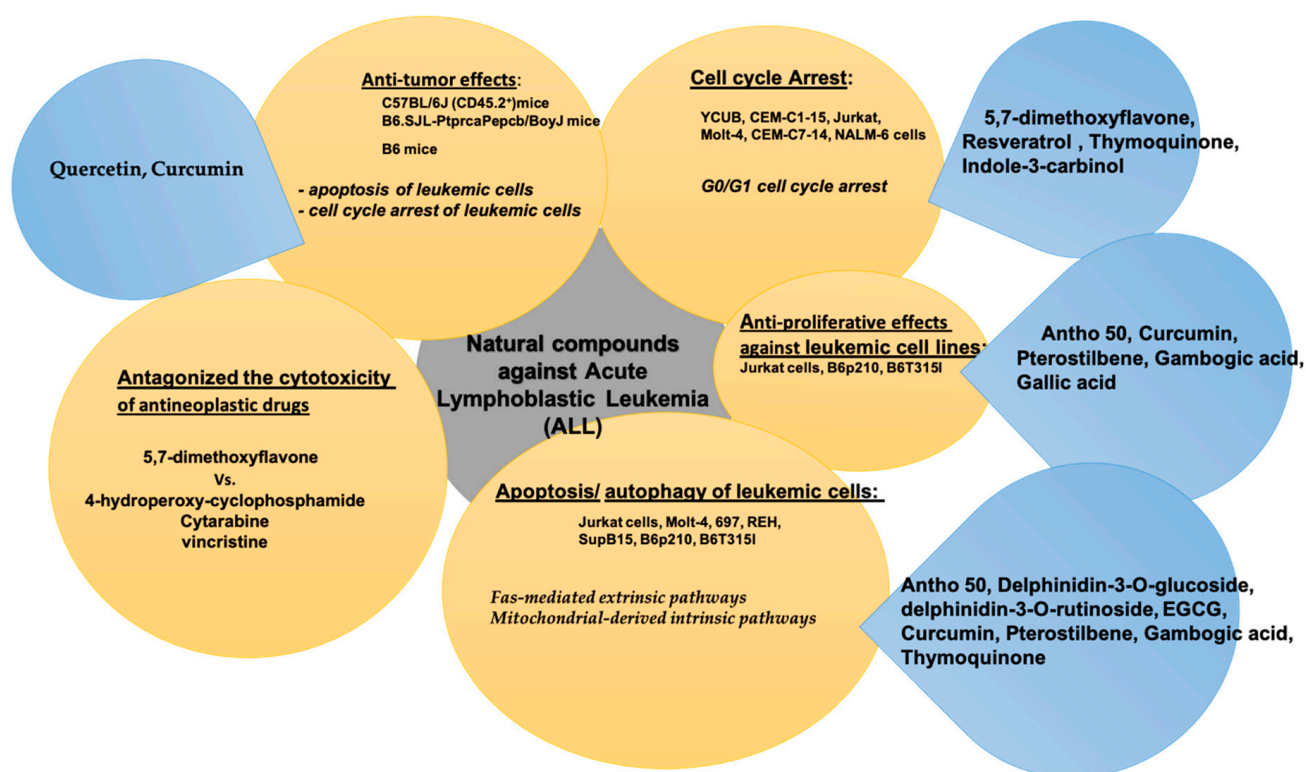 Quercetin, Curcumin
Anti-tumor effects:
C57BL/6J (CD45.2+)mice
B6.SJL-PtprcaPepcb/BoyJ mice
B6 mice
- apoptosis of leukemic cells
- cell cycle arrest of leukemic cells
Cell cycle Arrest:
YCUB, CEM-C1-15, Jurkat,
Molt-4, CEM-C7-14, NALM-6 cells
G0/G1 cell cycle arrest
5,7-dimethoxyflavone,
Resveratrol , Thymoquinone,
Indole-3-carbinol
Natural compounds
against Acute
Lymphoblastic Leukemia
(ALL)
Anti-proliferative effects
against leukemic cell lines:
Jurkat cells, B6p210, B6T315I
Antho 50, Curcumin,
Pterostilbene, Gambogic acid,
Gallic acid
Antagonized the cytotoxicity
of antineoplastic drugs
5,7-dimethoxyflavone
Vs.
4-hydroperoxy-cyclophosphamide
Cytarabine
vincristine
Apoptosis/ autophagy of leukemic cells:
Jurkat cells, Molt-4, 697, REH,
SupB15, B6p210, B6T315I
Fas-mediated extrinsic pathways
Mitochondrial-derived intrinsic pathways
Antho 50, Delphinidin-3-O-glucoside,
delphinidin-3-O-rutinoside, EGCG,
Curcumin, Pterostilbene, Gambogic acid,
Thymoquinone